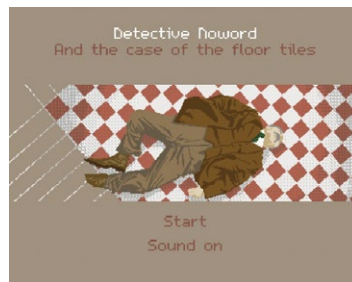 Detective Noword
And the case of the floor tiles
Start
Sound on